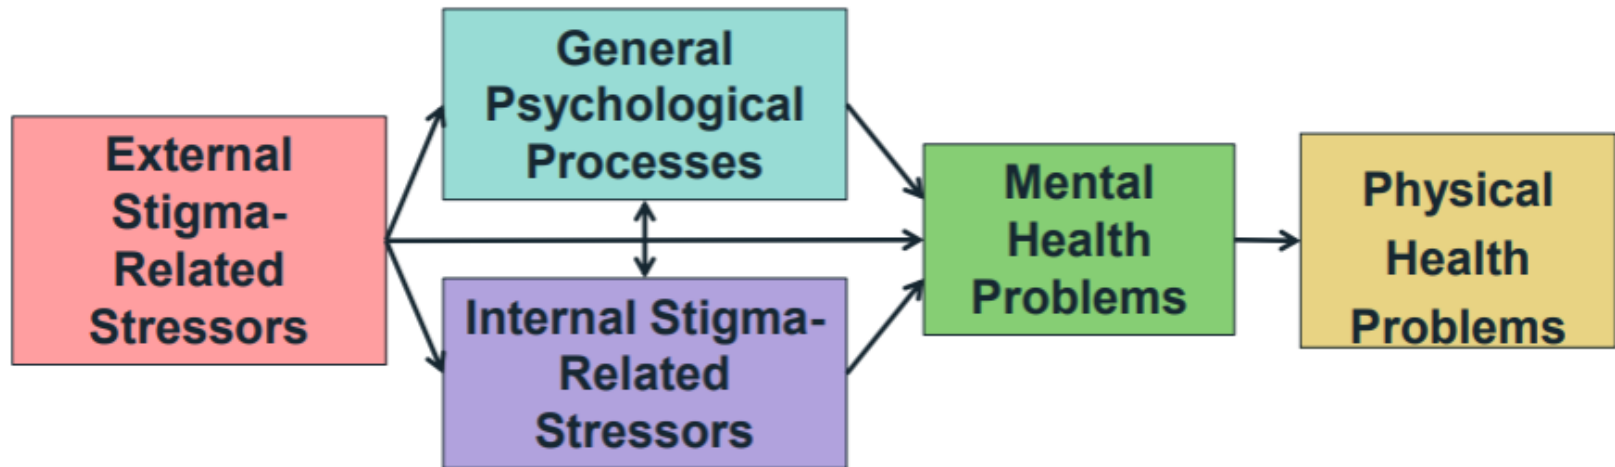 External
Stigma-
Related
Stressors
General
Psychological
Processes
Internal Stigma-
Related
Stressors
Mental
Health
Problems
Physical
Health
Problems